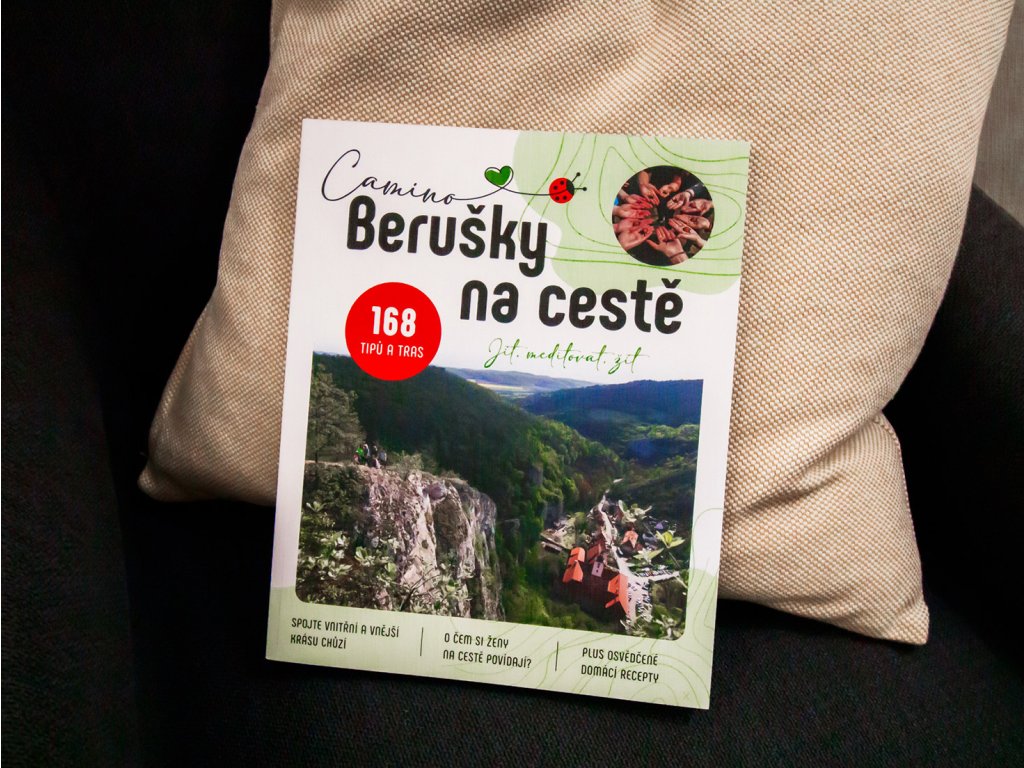 Camino
Berušky
na cestě
168
TIPŮ A TRAS
Jít, meditovat, žít
SPOJTE VNITŘNÍ A VNĚJŠÍ
KRÁSU CHŮZÍ
O ČEM SI ŽENY
NA CESTĚ POVÍDAJÍ?
PLUS OSVĚDČENÉ
DOMÁCÍ RECEPTY